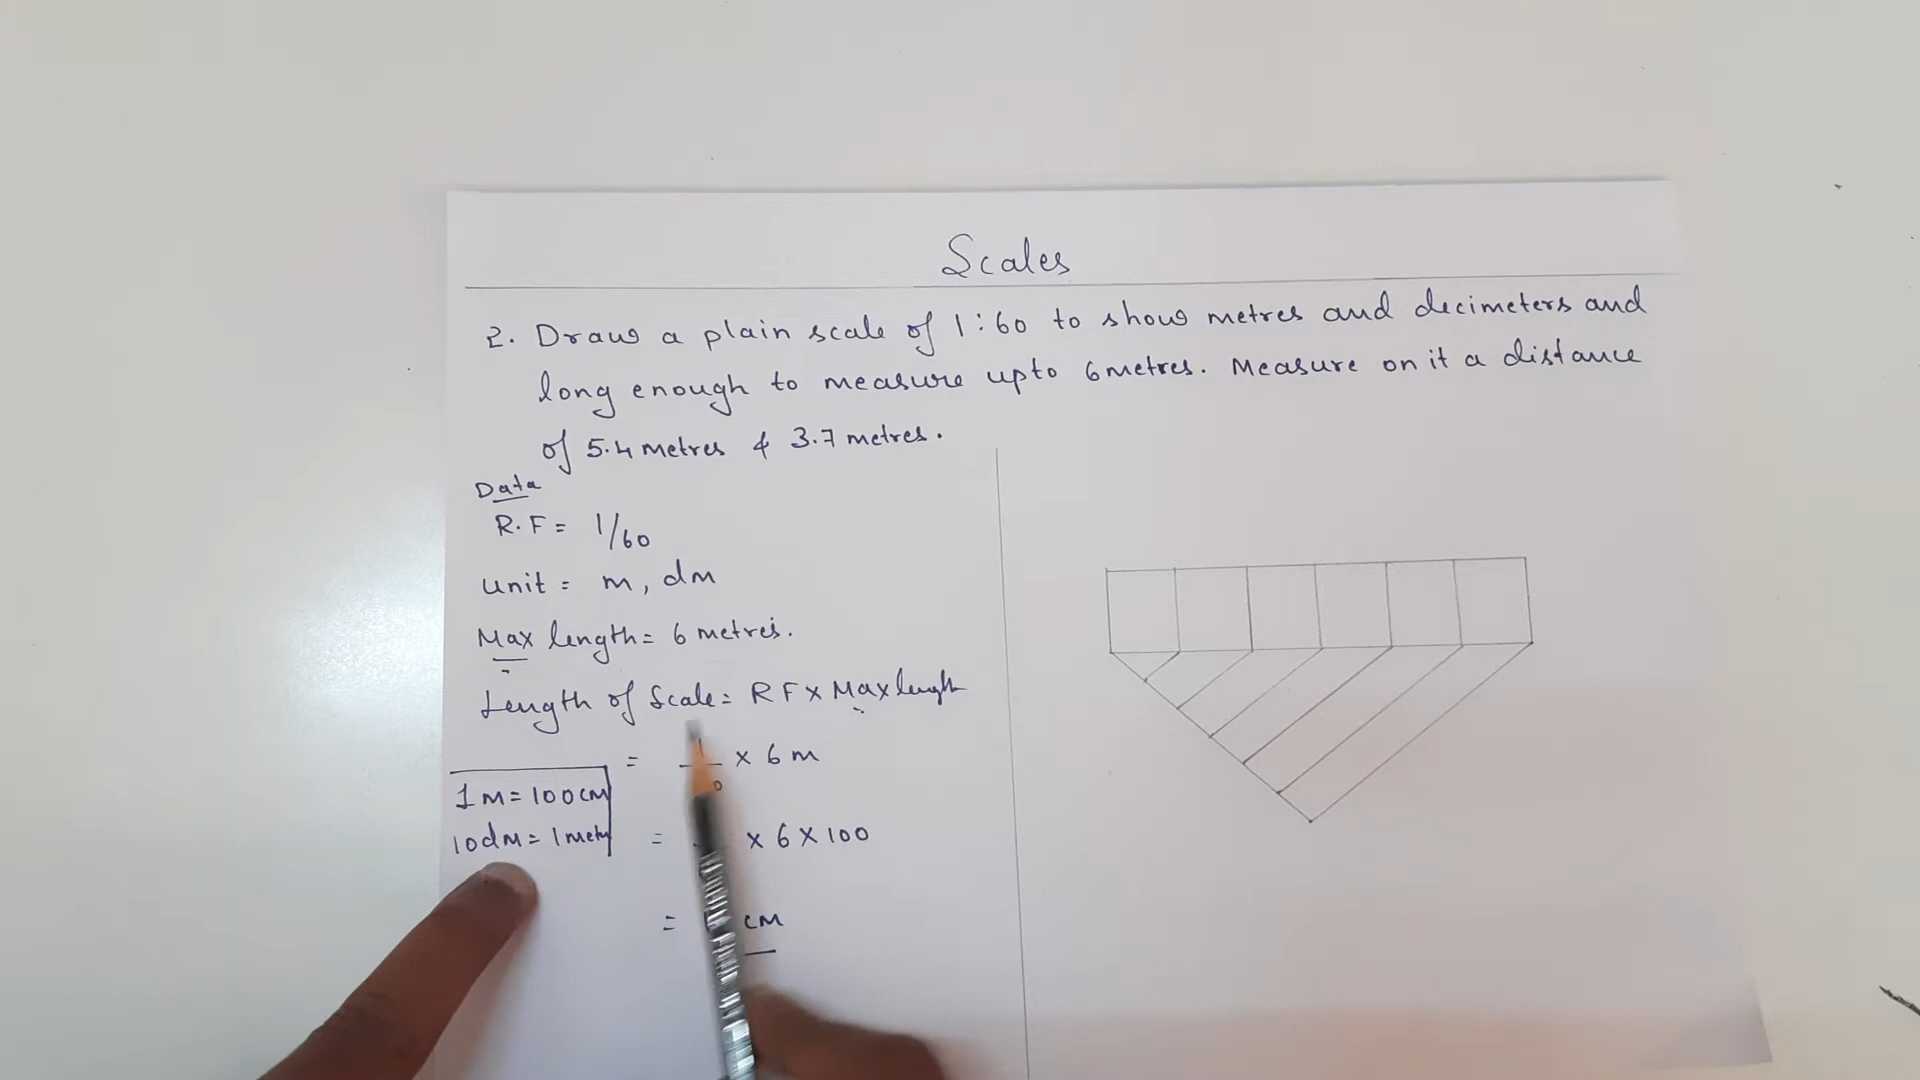 Scales
2. Draw a plain scale of 1:60 to show metres and decimeters and
long enough to measure upto 6metres. Measure on it a distance
of 5.4 metres & 3.7 metres.
Data
R.F = 1/60
Unit = m, dm
Max length = 6 metres.
Length of Scale = RF x Max length
= 1 x 6 m
1m = 100cm
10dm = 1 metre
= x 6 x 100
= cm